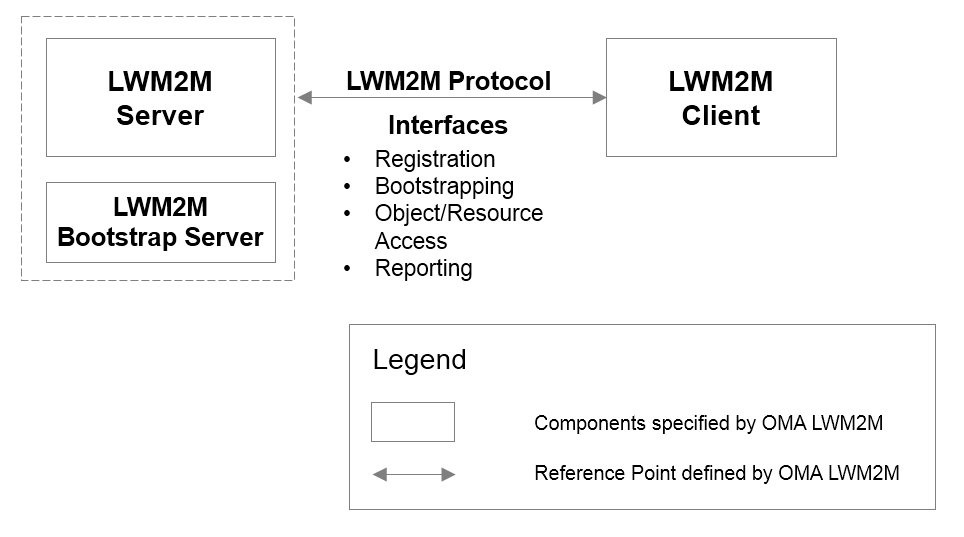 LWM2M
Server
LWM2M
Bootstrap Server
LWM2M Protocol
Interfaces
• Registration
• Bootstrapping
• Object/Resource
Access
• Reporting
LWM2M
Client
Legend
Components specified by OMA LWM2M
Reference Point defined by OMA LWM2M